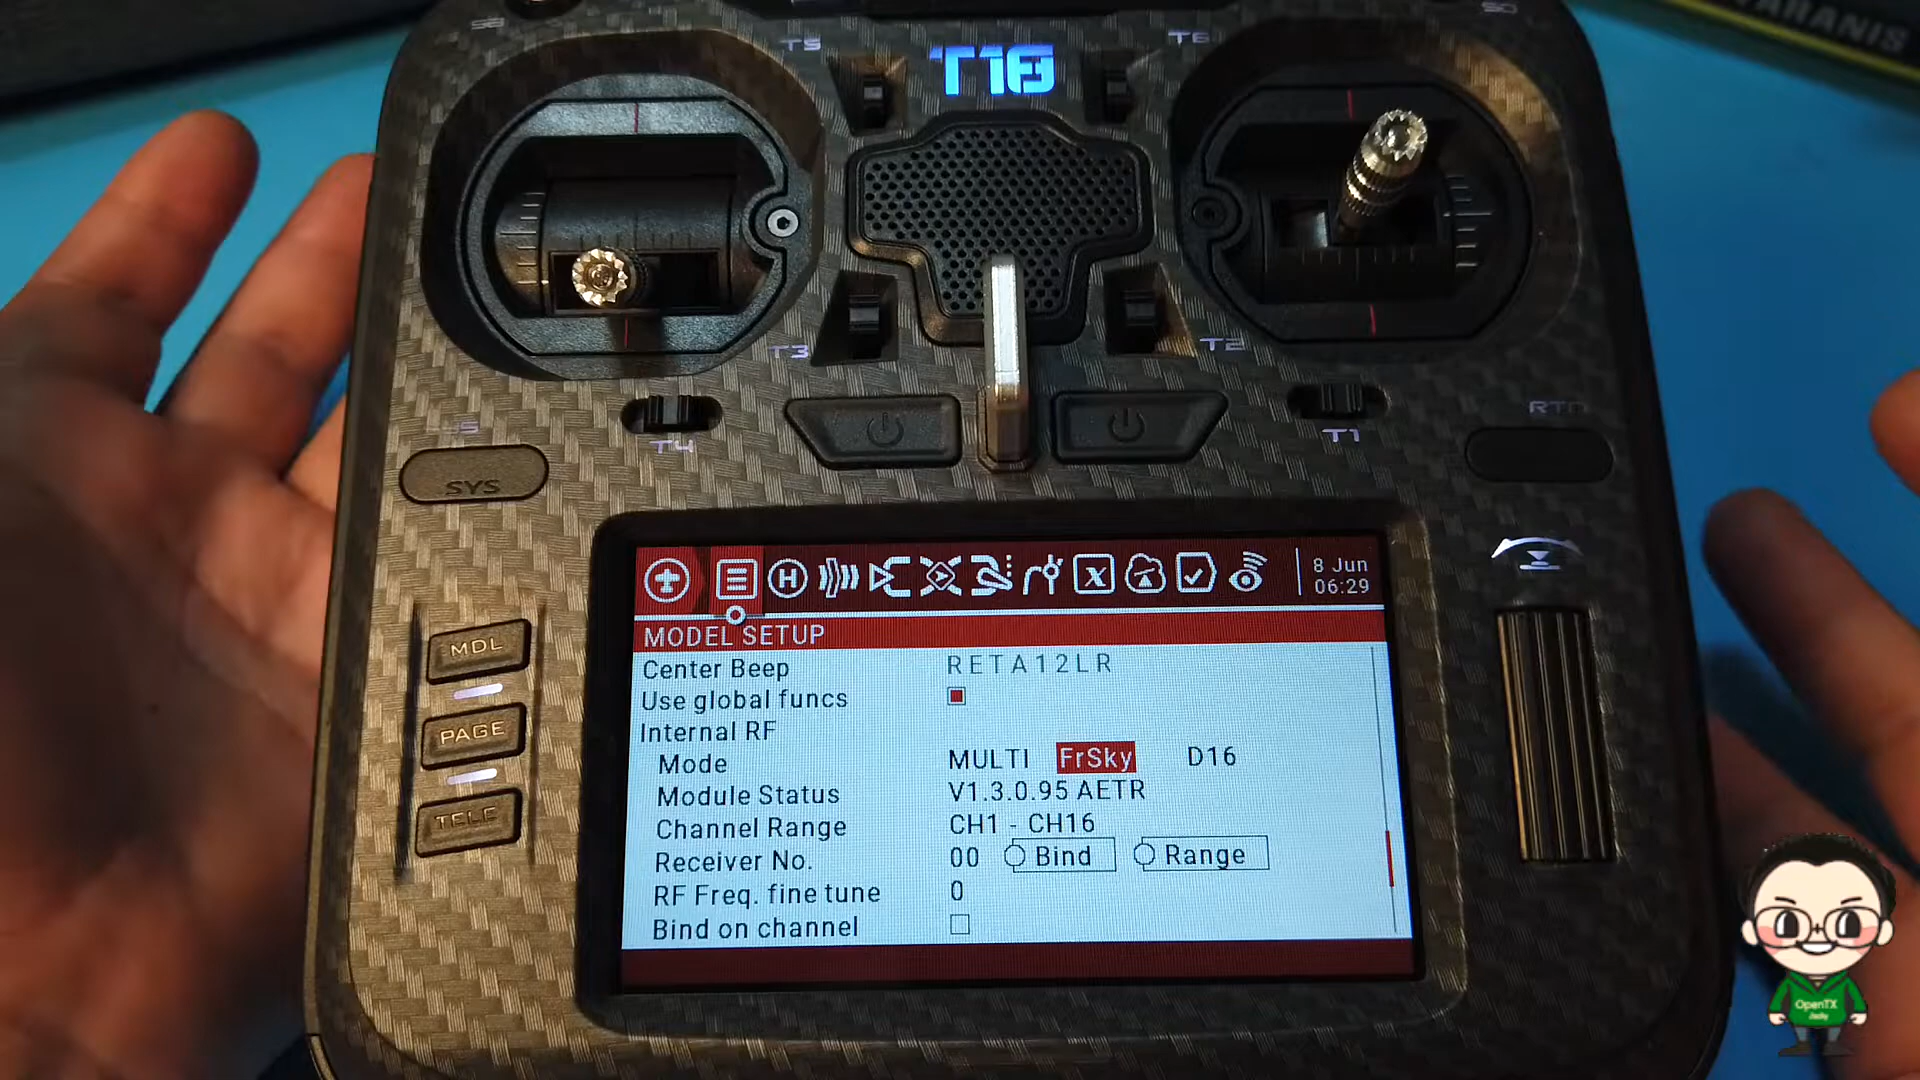 TARANIS
T5
T16
T6
T3
T2
T4
T1
SYS
RTN
MDL
PAGE
TELE
8 Jun
06:29
MODEL SETUP
Center Beep RETA12LR
Use global funcs
Internal RF
Mode MULTI FrSky D16
Module Status V1.3.0.95 AETR
Channel Range CH1 - CH16
Receiver No. 00 Bind Range
RF Freq. fine tune 0
Bind on channel
OpenTX